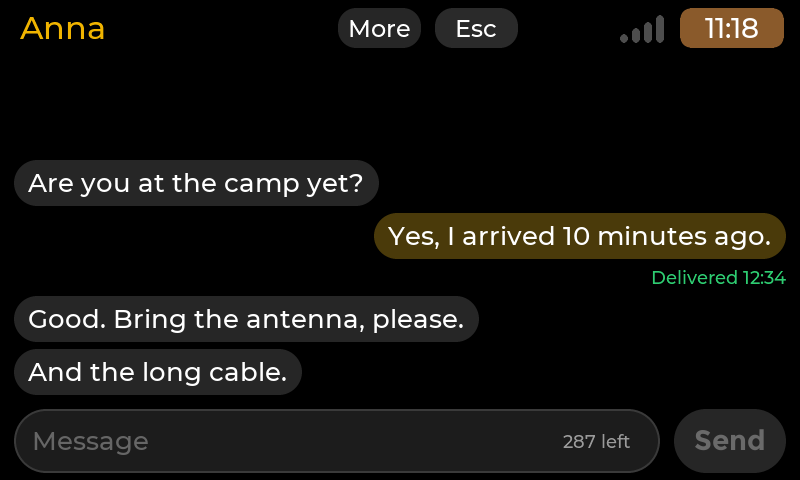 Anna
More
Esc
11:18
Are you at the camp yet?
Yes, I arrived 10 minutes ago.
Delivered 12:34
Good. Bring the antenna, please.
And the long cable.
Message
287 left
Send